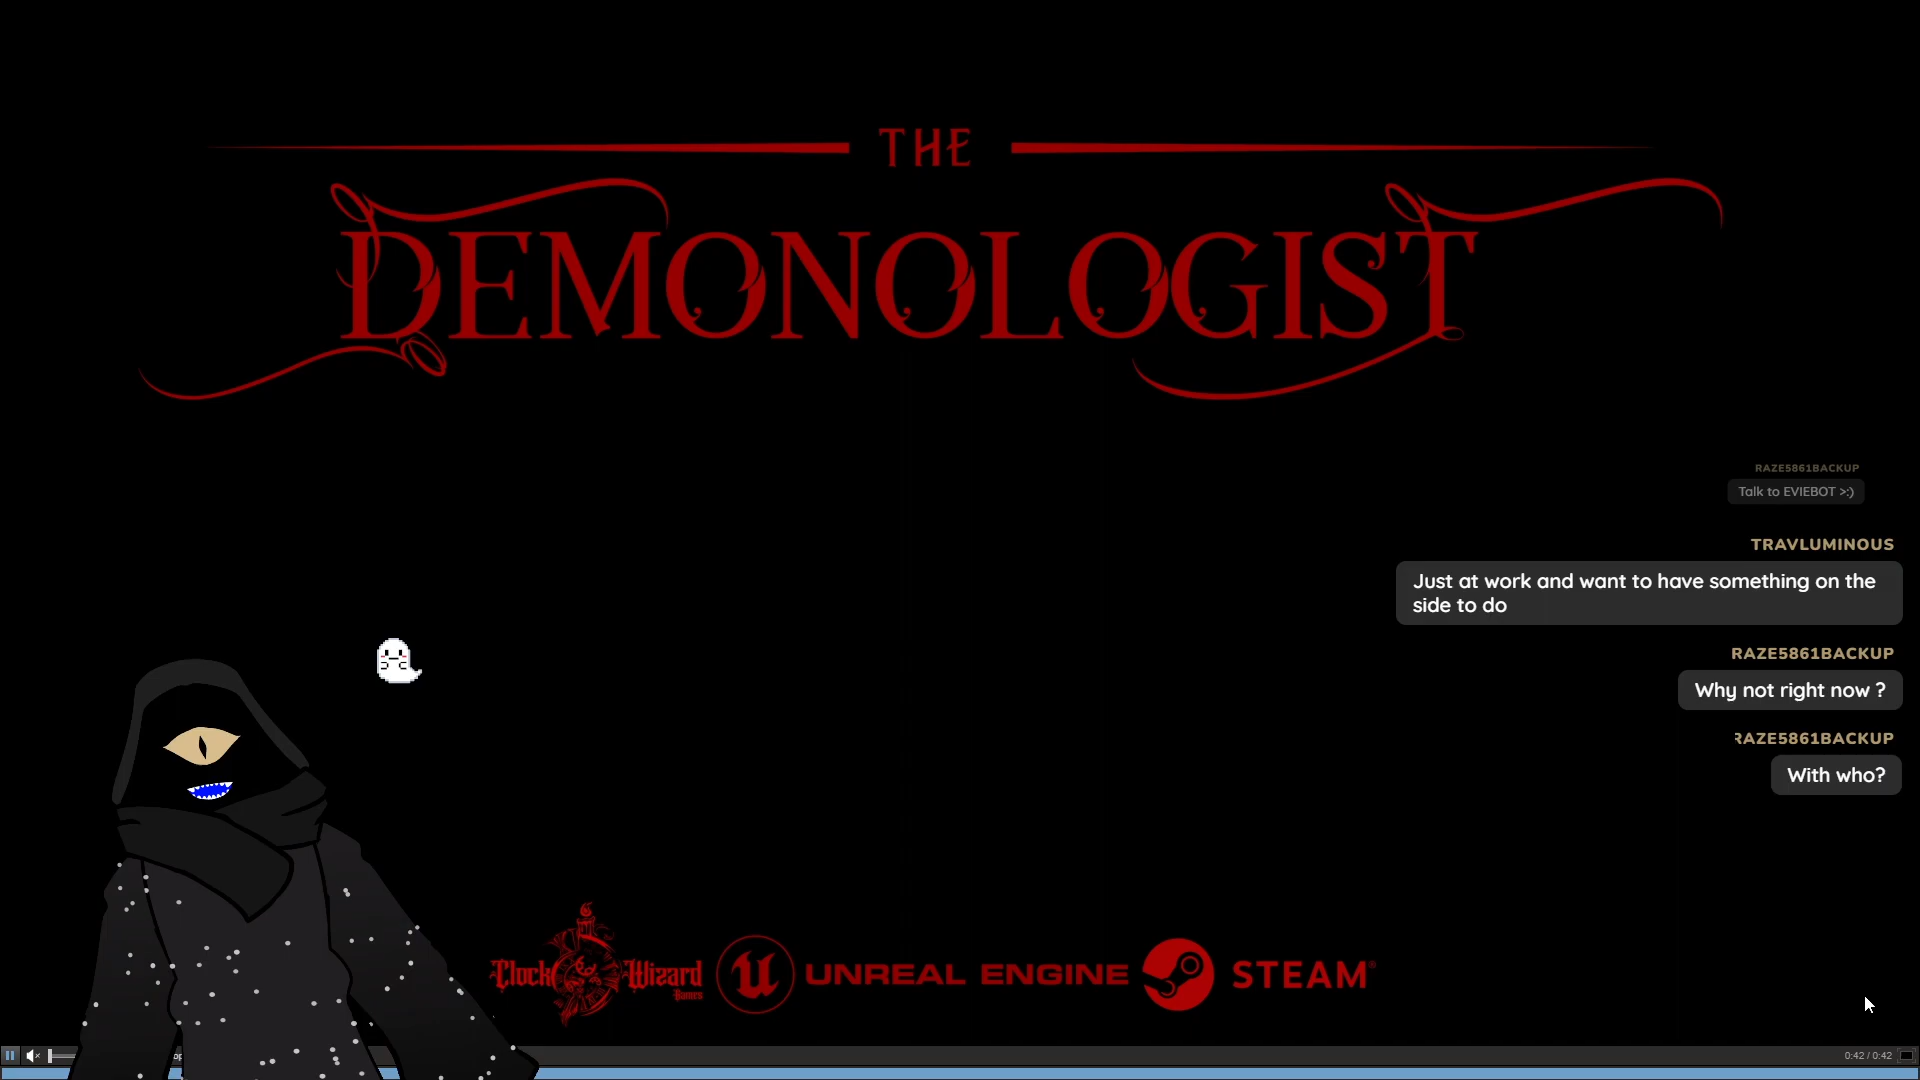 THE
DEMONOLOGIST
RAZE5861BACKUP
Talk to EVIEBOT >:)
TRAVLUMINOUS
Just at work and want to have something on the
side to do
RAZE5861BACKUP
Why not right now ?
RAZE5861BACKUP
With who?
Clock Wizard
Games
UNREAL ENGINE
STEAM®
0:42 / 0:42